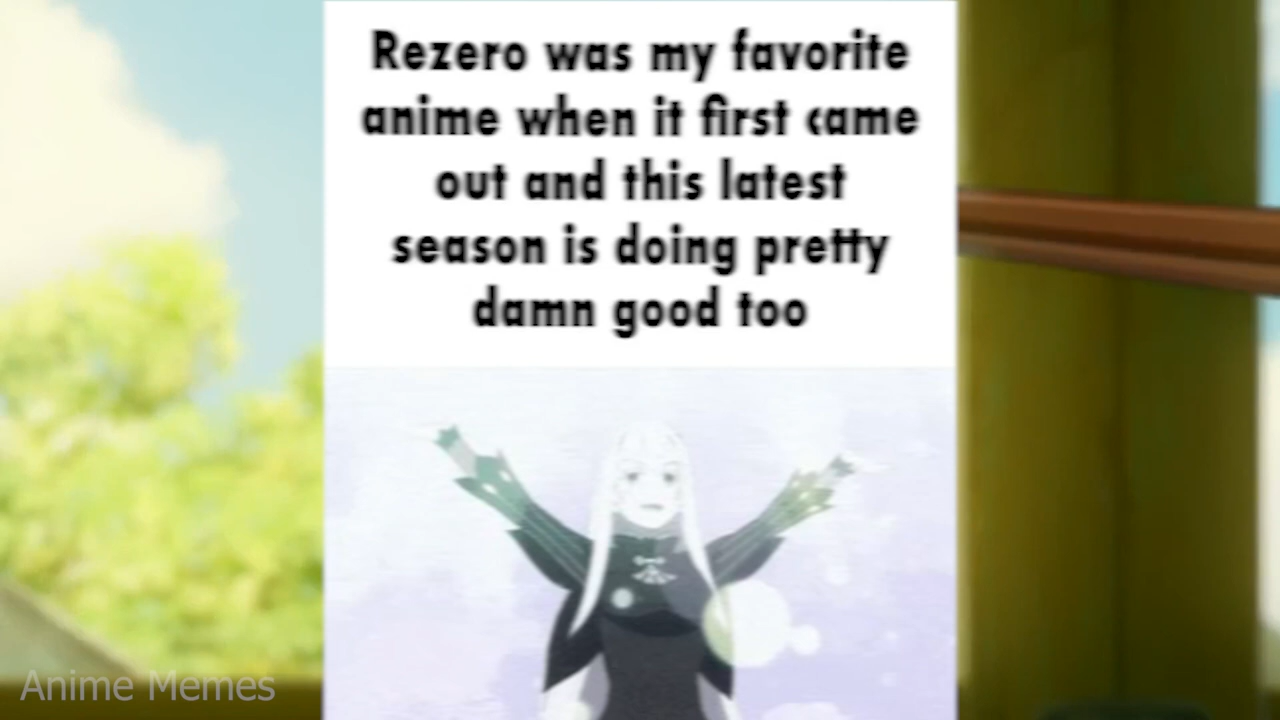 Rezero was my favorite
anime when it first came
out and this latest
season is doing pretty
damn good too
Anime Memes